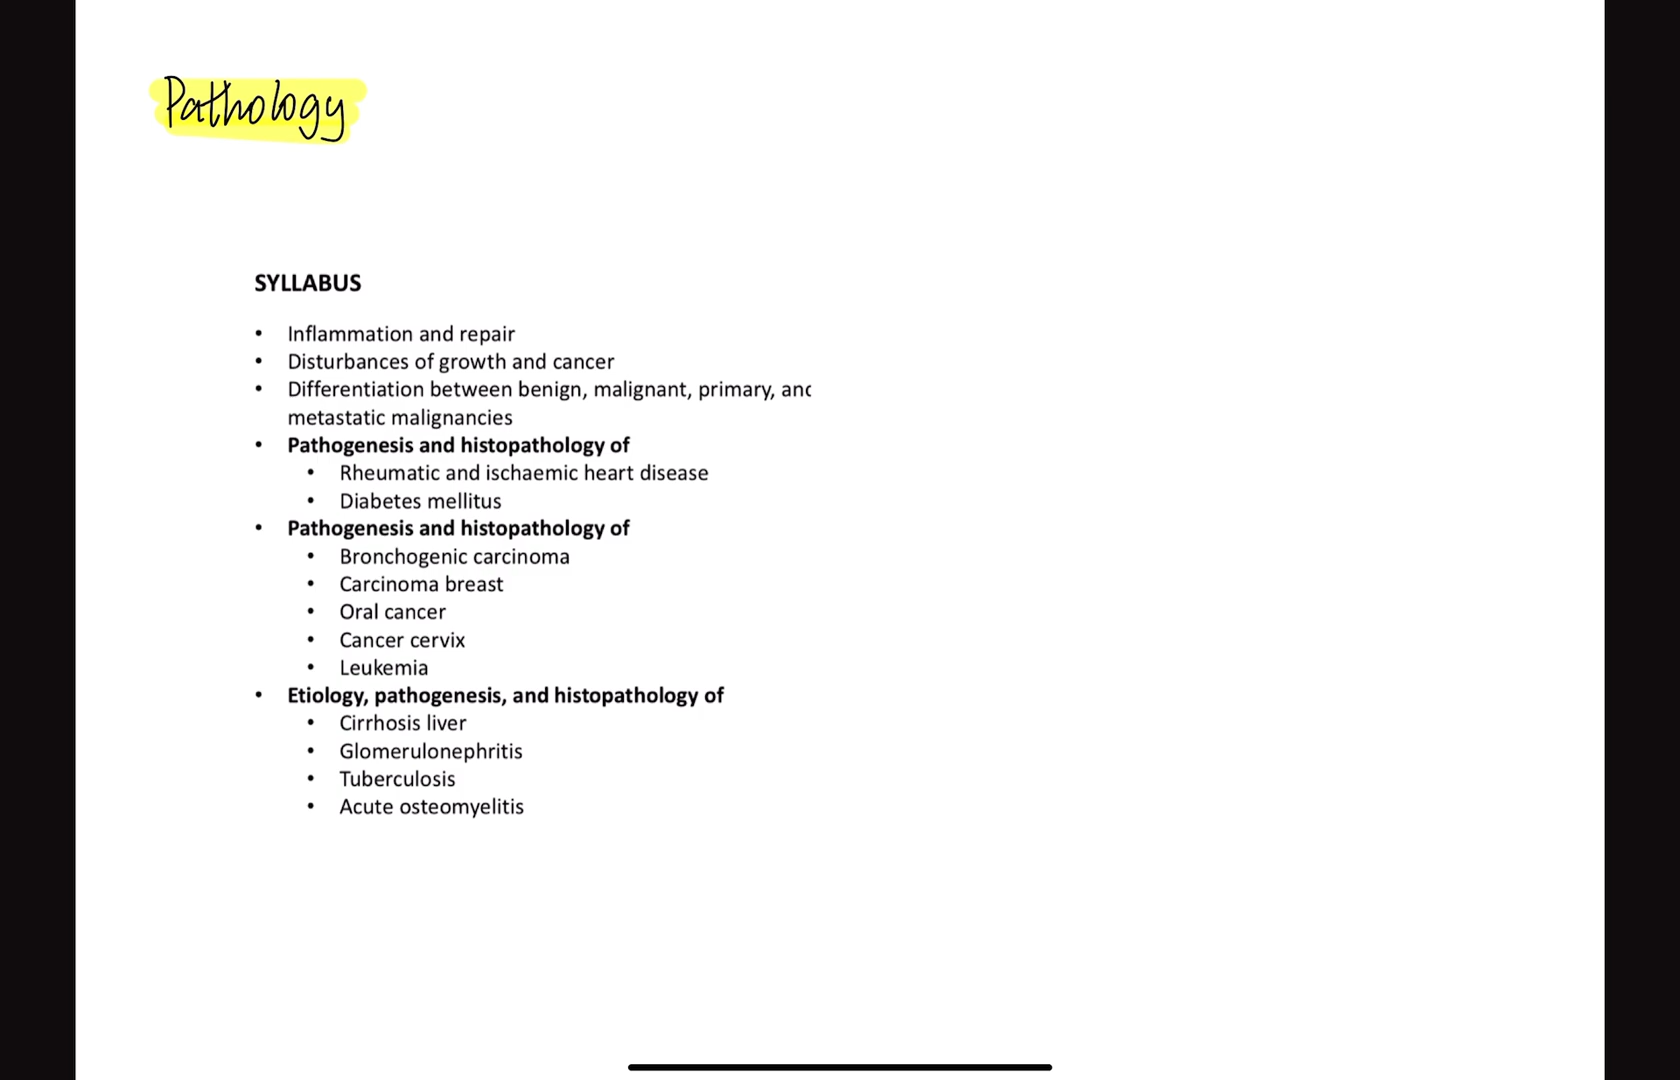 Pathology
SYLLABUS
• Inflammation and repair
• Disturbances of growth and cancer
• Differentiation between benign, malignant, primary, and
metastatic malignancies
• Pathogenesis and histopathology of
• Rheumatic and ischaemic heart disease
• Diabetes mellitus
• Pathogenesis and histopathology of
• Bronchogenic carcinoma
• Carcinoma breast
• Oral cancer
• Cancer cervix
• Leukemia
• Etiology, pathogenesis, and histopathology of
• Cirrhosis liver
• Glomerulonephritis
• Tuberculosis
• Acute osteomyelitis